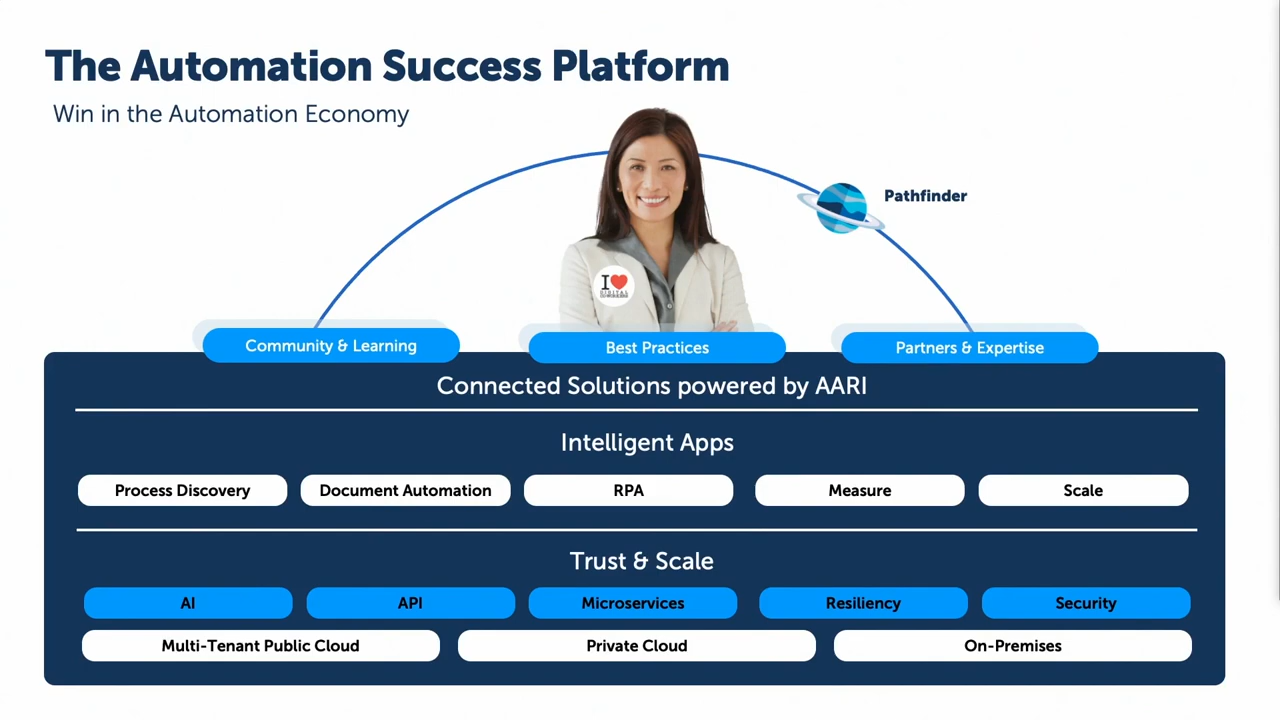 The Automation Success Platform
Win in the Automation Economy
Pathfinder
I
Community & Learning
Best Practices
Partners & Expertise
Connected Solutions powered by AARI
Intelligent Apps
Process Discovery
Document Automation
RPA
Measure
Scale
Trust & Scale
AI
API
Microservices
Resiliency
Security
Multi-Tenant Public Cloud
Private Cloud
On-Premises